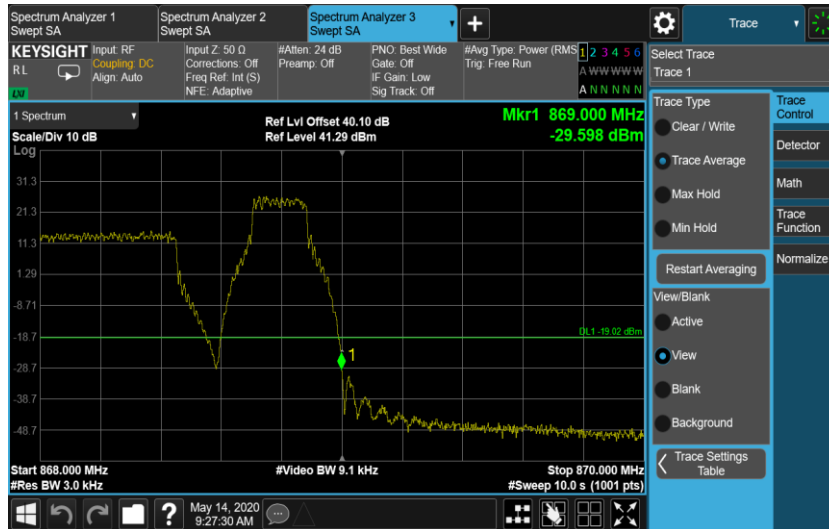 Spectrum Analyzer 1
Swept SA
Spectrum Analyzer 2
Swept SA
Spectrum Analyzer 3
Swept SA
Trace
KEYSIGHT
RL
LXI
Input: RF
Coupling: DC
Align: Auto
Input Z: 50 Ω
Corrections: Off
Freq Ref: Int (S)
NFE: Adaptive
#Atten: 24 dB
Preamp: Off
PNO: Best Wide
Gate: Off
IF Gain: Low
Sig Track: Off
#Avg Type: Power (RMS
Trig: Free Run
1 2 3 4 5 6
A W W W W W
A N N N N N
Select Trace
Trace 1
1 Spectrum
Scale/Div 10 dB
Log
Ref Lvl Offset 40.10 dB
Ref Level 41.29 dBm
Mkr1 869.000 MHz
-29.598 dBm
31.3
21.3
11.3
1.29
-8.71
-18.7
-28.7
-38.7
-48.7
DL1 -19.02 dBm
1
Start 868.000 MHz
#Res BW 3.0 kHz
#Video BW 9.1 kHz
Stop 870.000 MHz
#Sweep 10.0 s (1001 pts)
Trace Type
Clear / Write
Trace Average
Max Hold
Min Hold
Restart Averaging
View/Blank
Active
View
Blank
Background
Trace Settings
Table
Trace
Control
Detector
Math
Trace
Function
Normalize
?
May 14, 2020
9:27:30 AM